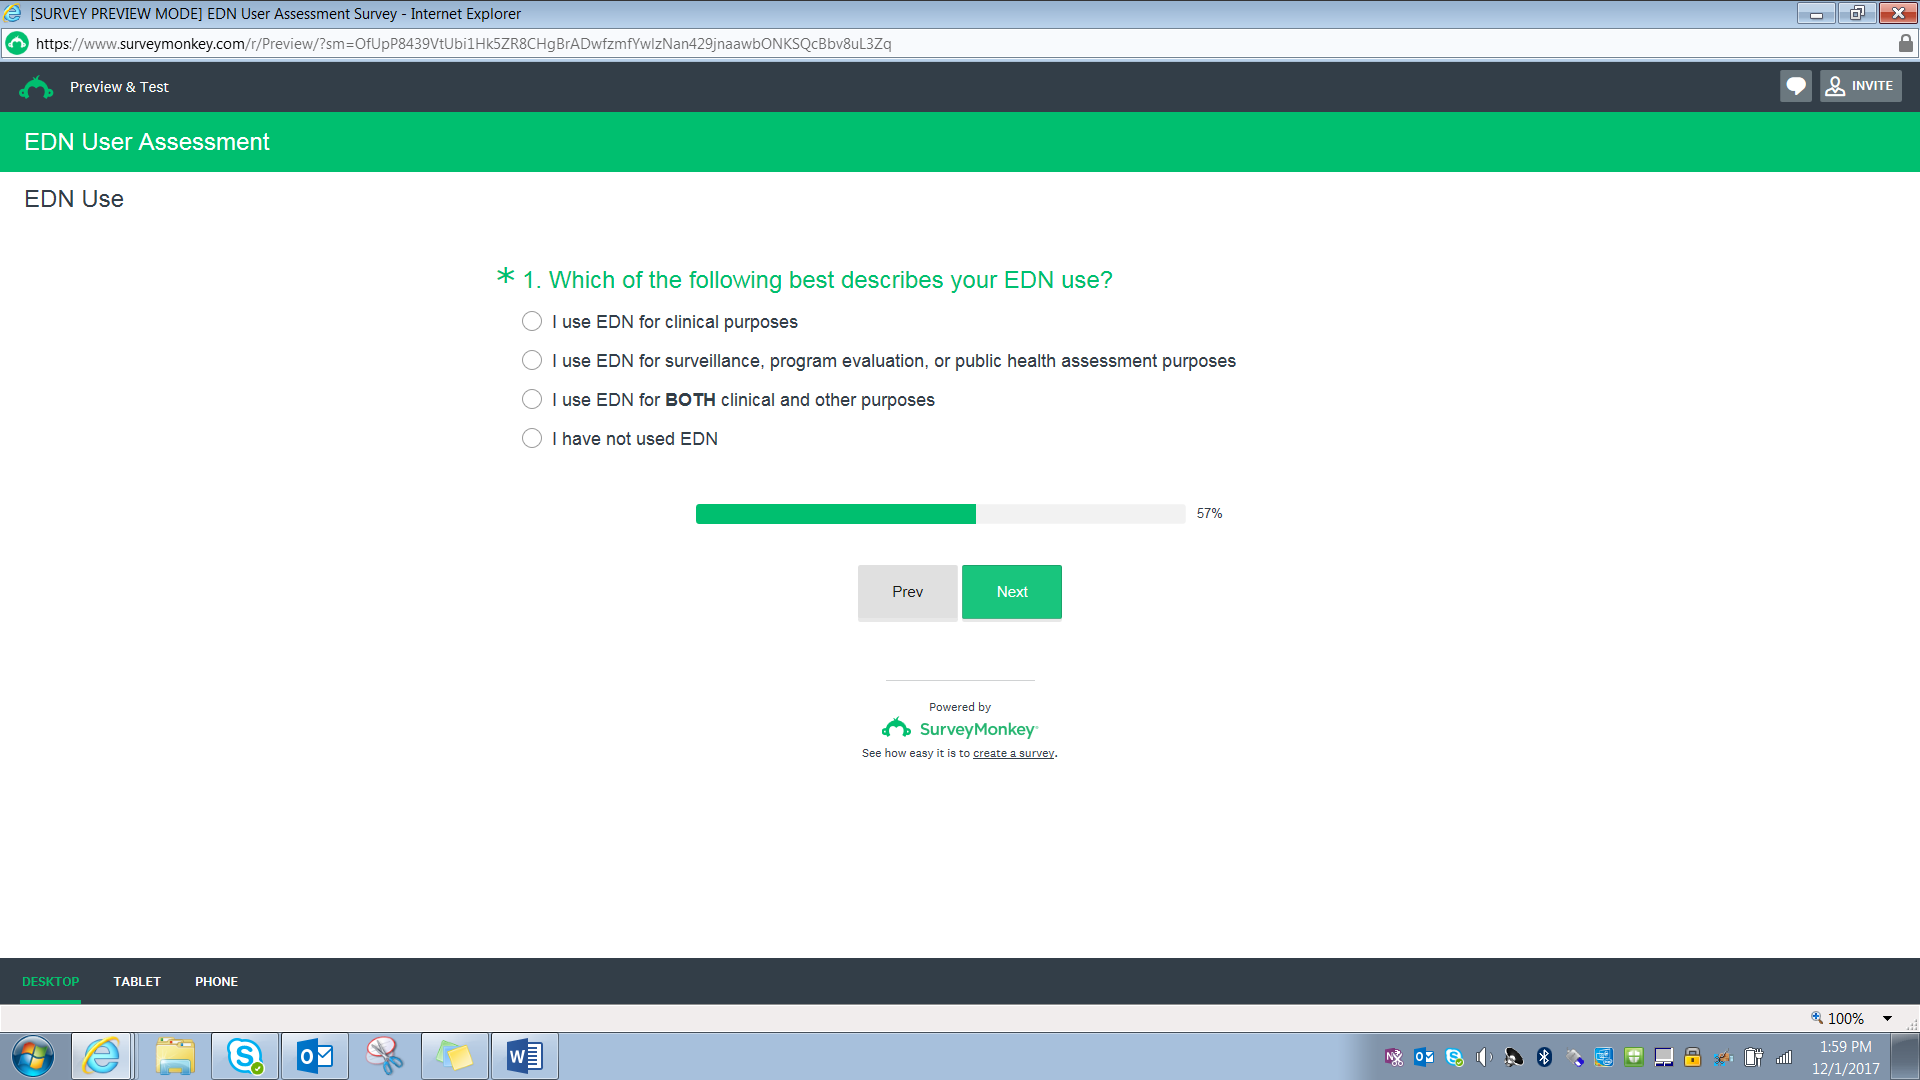 [SURVEY PREVIEW MODE] EDN User Assessment Survey - Internet Explorer
https://www.surveymonkey.com/r/Preview/?sm=OfUpP8439VtUbi1Hk5ZR8CHgBrADwfzmfYwlzNan429jnaawbONKSQcBbv8uL3Zq
Preview & Test
INVITE
EDN User Assessment
EDN Use
* 1. Which of the following best describes your EDN use?
I use EDN for clinical purposes
I use EDN for surveillance, program evaluation, or public health assessment purposes
I use EDN for BOTH clinical and other purposes
I have not used EDN
57%
Prev Next
Powered by
SurveyMonkey
See how easy it is to create a survey.
DESKTOP TABLET PHONE
100%
1:59 PM
12/1/2017